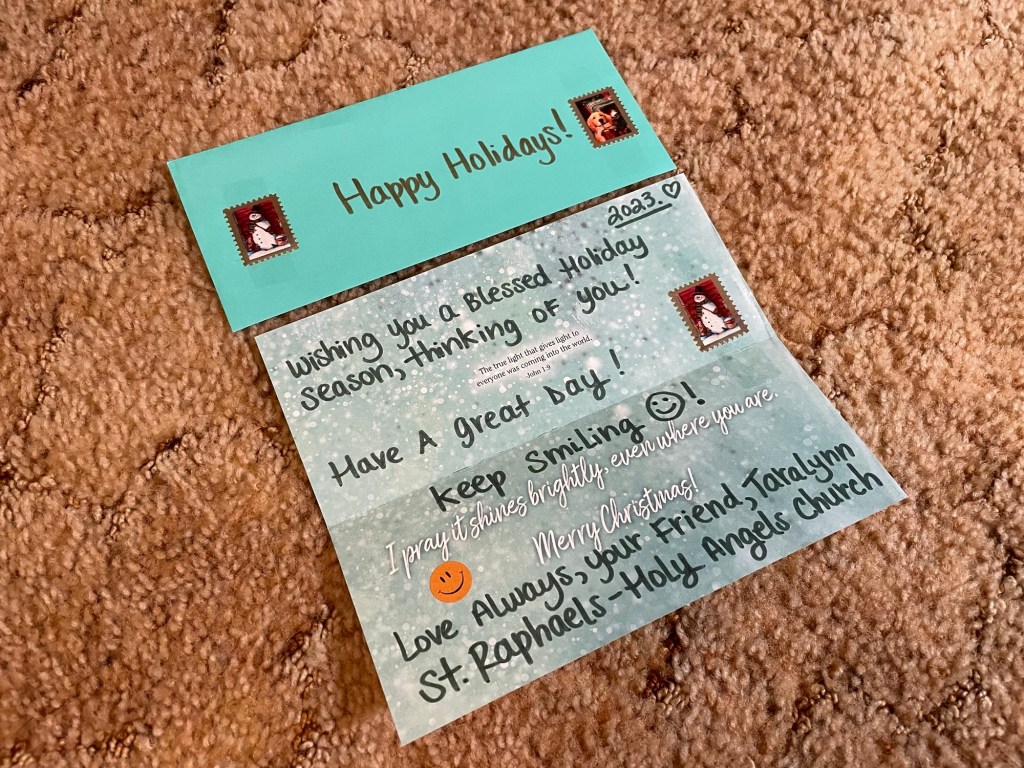 Happy Holidays!
2023. ♡
Wishing you a Blessed Holiday
season, thinking of you!
The true light that gives light to
everyone was coming into the world.
-John 1:9
Have A great Day!
Keep Smiling ☺!
I pray it shines brightly, even where you are.
Merry Christmas!
Love Always, your Friend, Taralynn
St. Raphaels-Holy Angels Church